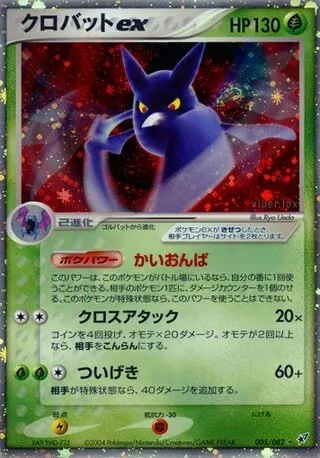 クロバットex HP130
viperfox
Illus. Ryo Ueda
2進化 ゴルバットから進化
ポケモンexがきぜつしたとき、
相手プレイヤーはサイドを2枚とります。
ポケパワー かいおんぱ
このパワーは、このポケモンがバトル場にいるなら、自分の番に1回使う
ことができる。相手のポケモン1匹に、ダメージカウンターを1個のせ
る。このポケモンが特殊状態なら、このパワーを使うことはできない。
クロスアタック 20×
コインを4回投げ、オモテ×20ダメージ。オモテが2回以上
なら、相手をこんらんにする。
ついげき 60+
相手が特殊状態なら、40ダメージを追加する。
弱点 抵抗力 -30 にげる
©2004 Pokémon/Nintendo/Creatures/GAME FREAK. 005/082